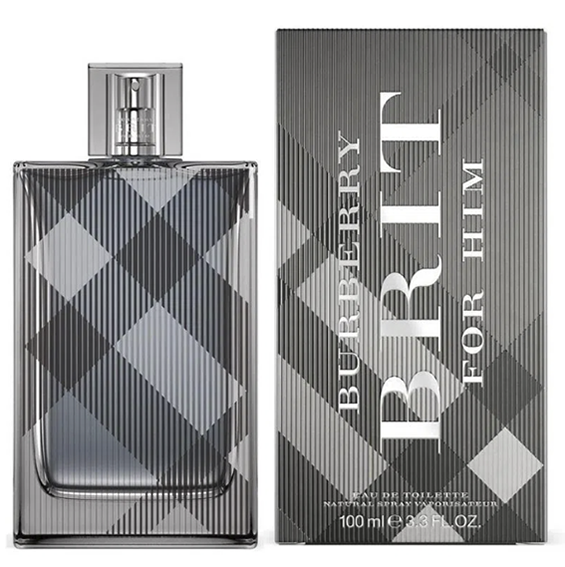 BURBERRY
BRIT
FOR HIM
EAU DE TOILETTE
NATURAL SPRAY VAPORISATEUR
100 ml ℮ 3.3 FL.OZ.